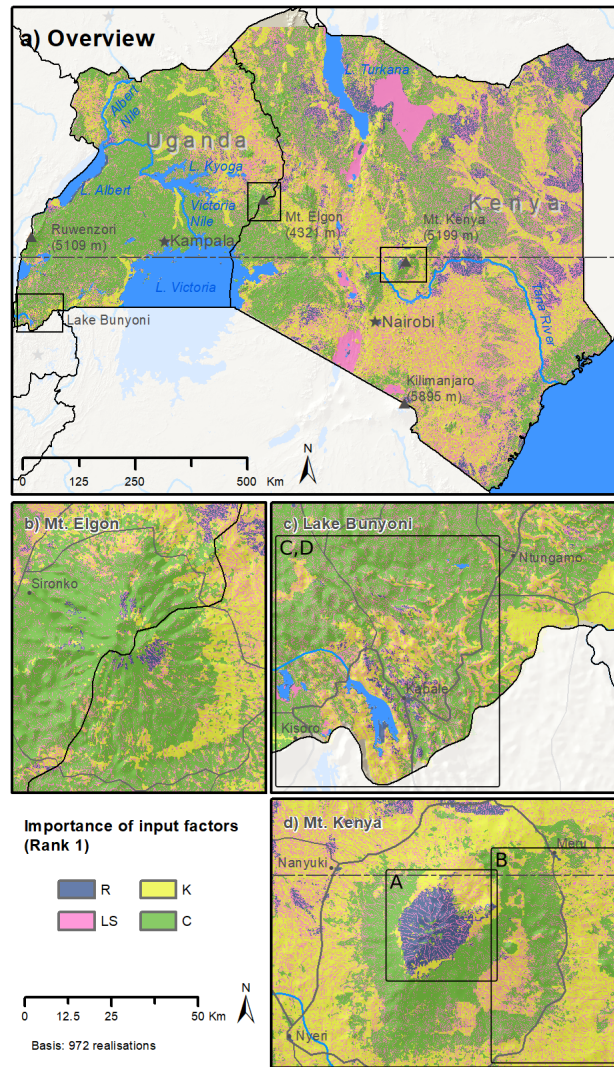 a) Overview
L. Turkana
Albert
Nile
Uganda
L. Kyoga
Kenya
L. Albert
Victoria
Nile
Mt. Elgon
(4321 m)
Mt. Kenya
(5199 m)
Ruwenzori
(5109 m)
Kampala
L. Victoria
Tana River
Lake Bunyoni
Nairobi
Kilimanjaro
(5895 m)
N
0 125 250 500
Km
b) Mt. Elgon
Sironko
c) Lake Bunyoni
C,D
Ntungamo
Kabale
Kisoro
Importance of input factors
(Rank 1)
R K
LS C
N
0 12.5 25 50 Km
Basis: 972 realisations
d) Mt. Kenya
Meru
Nanyuki
B
A
Nyeri